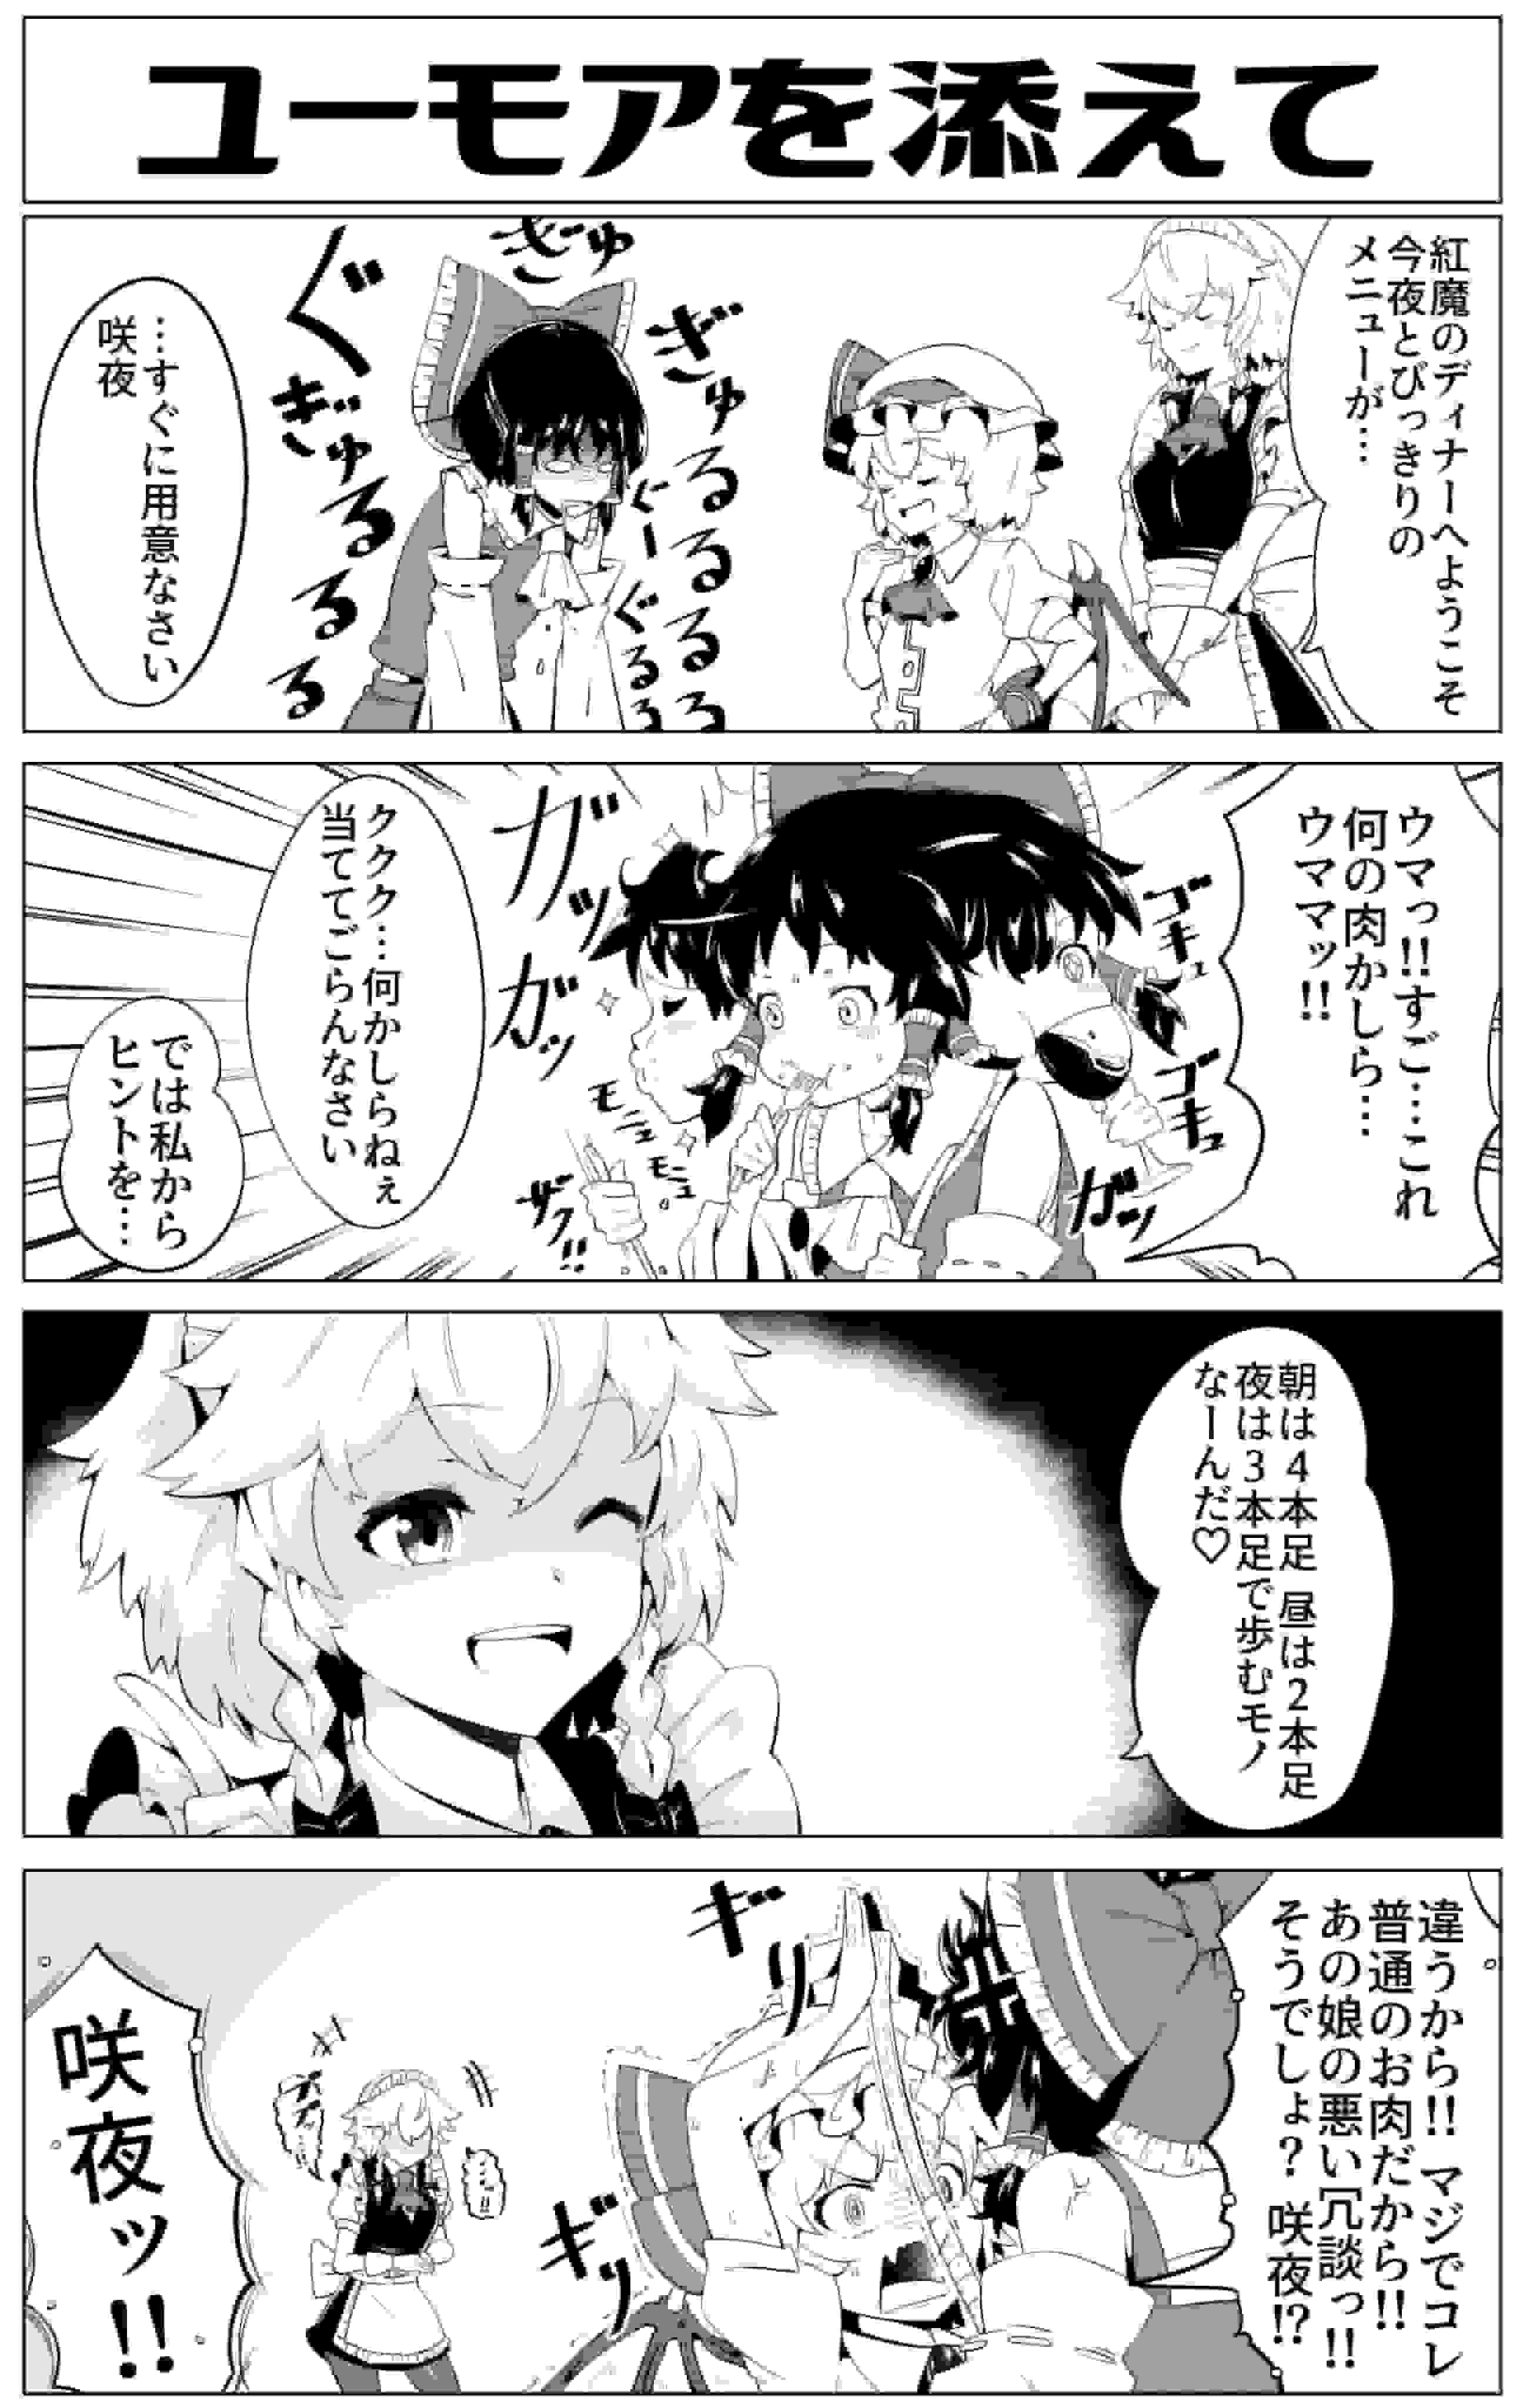 ユーモアを添えて
紅魔のディナーへようこそ
今夜とびっきりの
メニューが…
ぎゅるるるる
ぐーぐるるる
ぎゅ
ぐ
ぎゅるるる
…すぐに用意なさい
咲夜
ウマっ!!すご…これ
何の肉かしら…
ウママッ!!
ゴキュ
ゴキュ
ガッ
ガッ
ガッ
モニュ
モニュ
ザク!!
ククク…何かしらねぇ
当ててごらんなさい
では私から
ヒントを…
朝は4本足 昼は2本足
夜は3本足で歩むモノ
なーんだ♡
違うから!! マジでコレ
普通のお肉だから!!
あの娘の悪い冗談っ!!
そうでしょ? 咲夜!?
ギリ
ギリッ
…!!
咲夜ッ!!